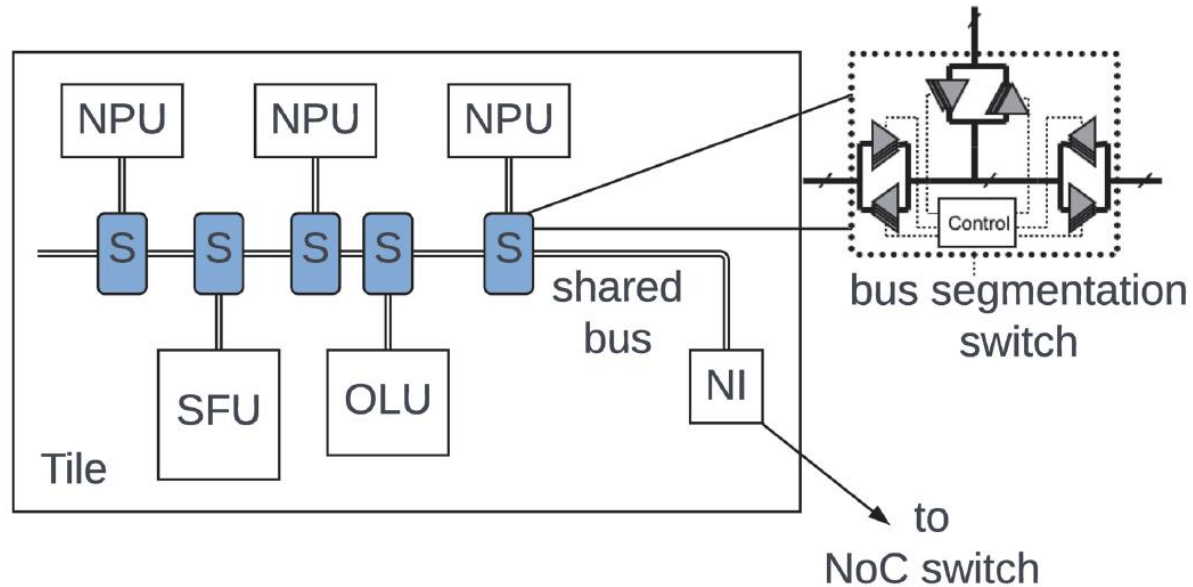 NPU
NPU
NPU
S
S
S
S
S
Control
shared
bus
bus segmentation
switch
SFU
OLU
NI
Tile
to
NoC switch